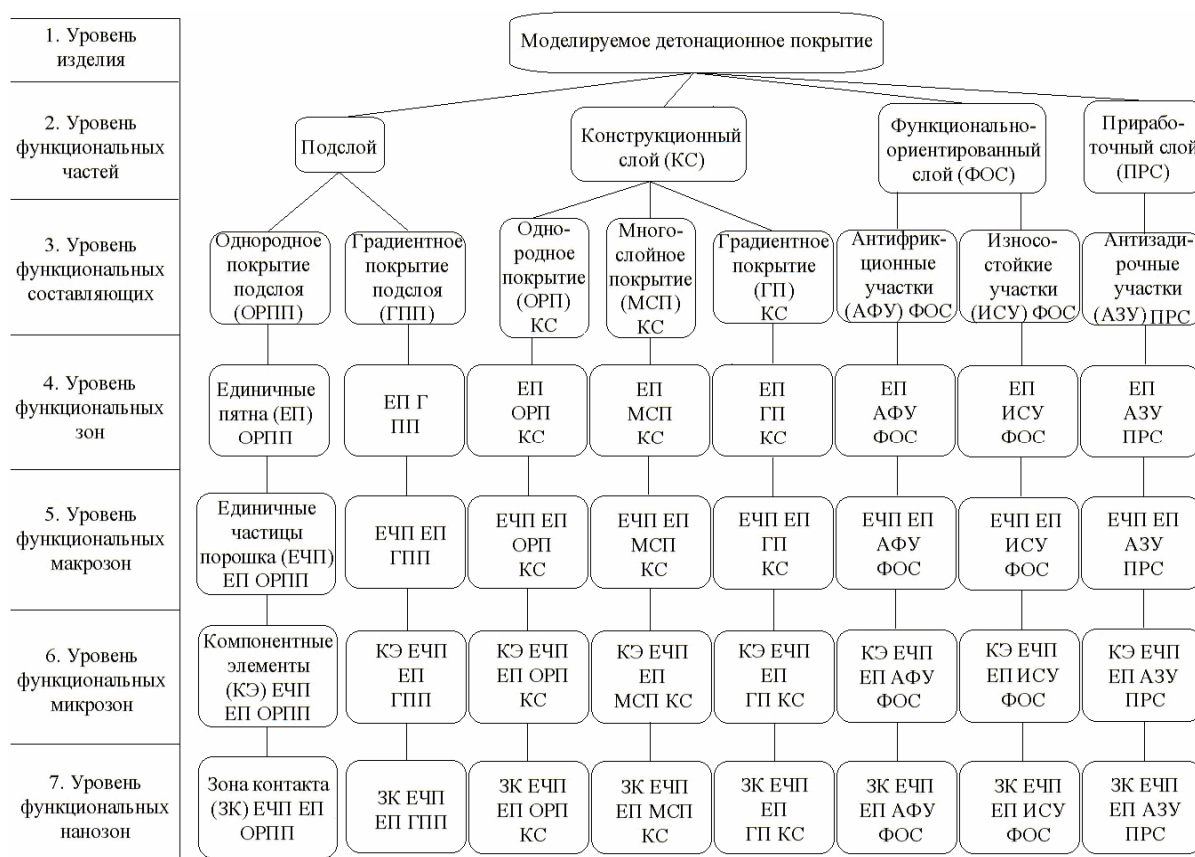 1. Уровень
изделия
Моделируемое детонационное покрытие
2. Уровень
функциональных
частей
Подслой
Конструкционный
слой (КС)
Функционально-
ориентированный
слой (ФОС)
Прирабо-
точный слой
(ПРС)
3. Уровень
функциональных
составляющих
Однородное
покрытие
подслоя
(ОРПП)
Градиентное
покрытие
подслоя
(ГПП)
Одно-
родное
покрытие
(ОРП)
КС
Много-
слойное
покрытие
(МСП)
КС
Градиентное
покрытие
(ГП)
КС
Антифрик-
ционные
участки
(АФУ) ФОС
Износо-
стойкие
участки
(ИСУ) ФОС
Антизади-
рочные
участки
(АЗУ) ПРС
4. Уровень
функциональных
зон
Единичные
пятна (ЕП)
ОРПП
ЕП Г
ПП
ЕП
ОРП
КС
ЕП
МСП
КС
ЕП
ГП
КС
ЕП
АФУ
ФОС
ЕП
ИСУ
ФОС
ЕП
АЗУ
ПРС
5. Уровень
функциональных
макрозон
Единичные
частицы
порошка (ЕЧП)
ЕП ОРПП
ЕЧП ЕП
ГПП
ЕЧП ЕП
ОРП
КС
ЕЧП ЕП
МСП
КС
ЕЧП ЕП
ГП
КС
ЕЧП ЕП
АФУ
ФОС
ЕЧП ЕП
ИСУ
ФОС
ЕЧП ЕП
АЗУ
ПРС
6. Уровень
функциональных
микрозон
Компонентные
элементы
(КЭ) ЕЧП
ЕП ОРПП
КЭ ЕЧП
ЕП
ГПП
КЭ ЕЧП
ЕП ОРП
КС
КЭ ЕЧП
ЕП
МСП КС
КЭ ЕЧП
ЕП
ГП КС
КЭ ЕЧП
ЕП АФУ
ФОС
КЭ ЕЧП
ЕП ИСУ
ФОС
КЭ ЕЧП
ЕП АЗУ
ПРС
7. Уровень
функциональных
нанозон
Зона контакта
(ЗК) ЕЧП ЕП
ОРПП
ЗК ЕЧП
ЕП ГПП
ЗК ЕЧП
ЕП ОРП
КС
ЗК ЕЧП
ЕП МСП
КС
ЗК ЕЧП
ЕП
ГП КС
ЗК ЕЧП
ЕП АФУ
ФОС
ЗК ЕЧП
ЕП ИСУ
ФОС
ЗК ЕЧП
ЕП АЗУ
ПРС